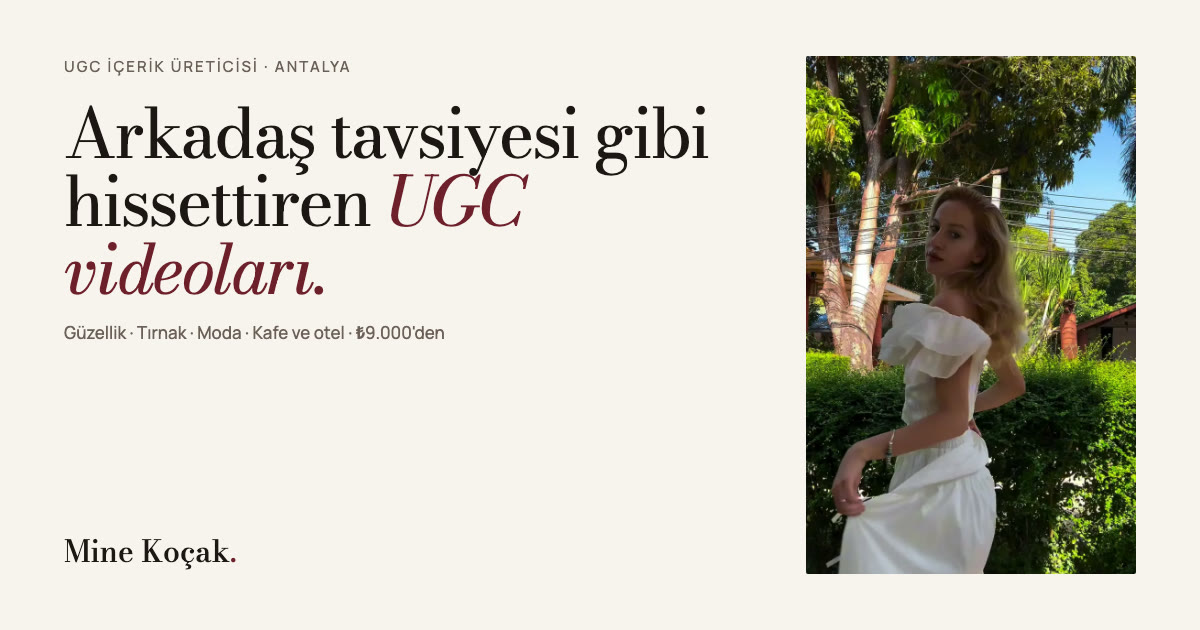 UGC İÇERİK ÜRETİCİSİ · ANTALYA
Arkadaş tavsiyesi gibi
hissettiren UGC
videoları.
Güzellik · Tırnak · Moda · Kafe ve otel · ₺9.000'den
Mine Koçak.